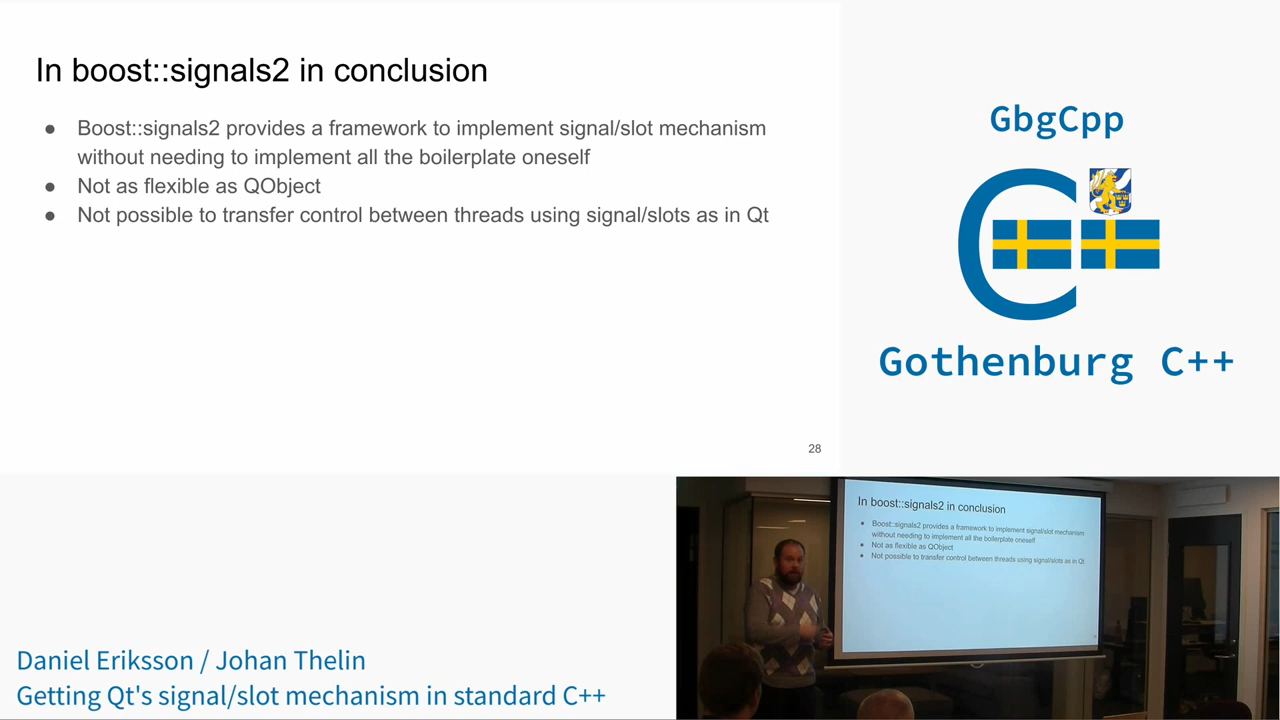 In boost::signals2 in conclusion
● Boost::signals2 provides a framework to implement signal/slot mechanism
without needing to implement all the boilerplate oneself
● Not as flexible as QObject
● Not possible to transfer control between threads using signal/slots as in Qt
28
GbgCpp
C
Gothenburg C++
In boost::signals2 in conclusion
● Boost::signals2 provides a framework to implement signal/slot mechanism
without needing to implement all the boilerplate oneself
● Not as flexible as QObject
● Not possible to transfer control between threads using signal/slots as in Qt
Daniel Eriksson / Johan Thelin
Getting Qt's signal/slot mechanism in standard C++